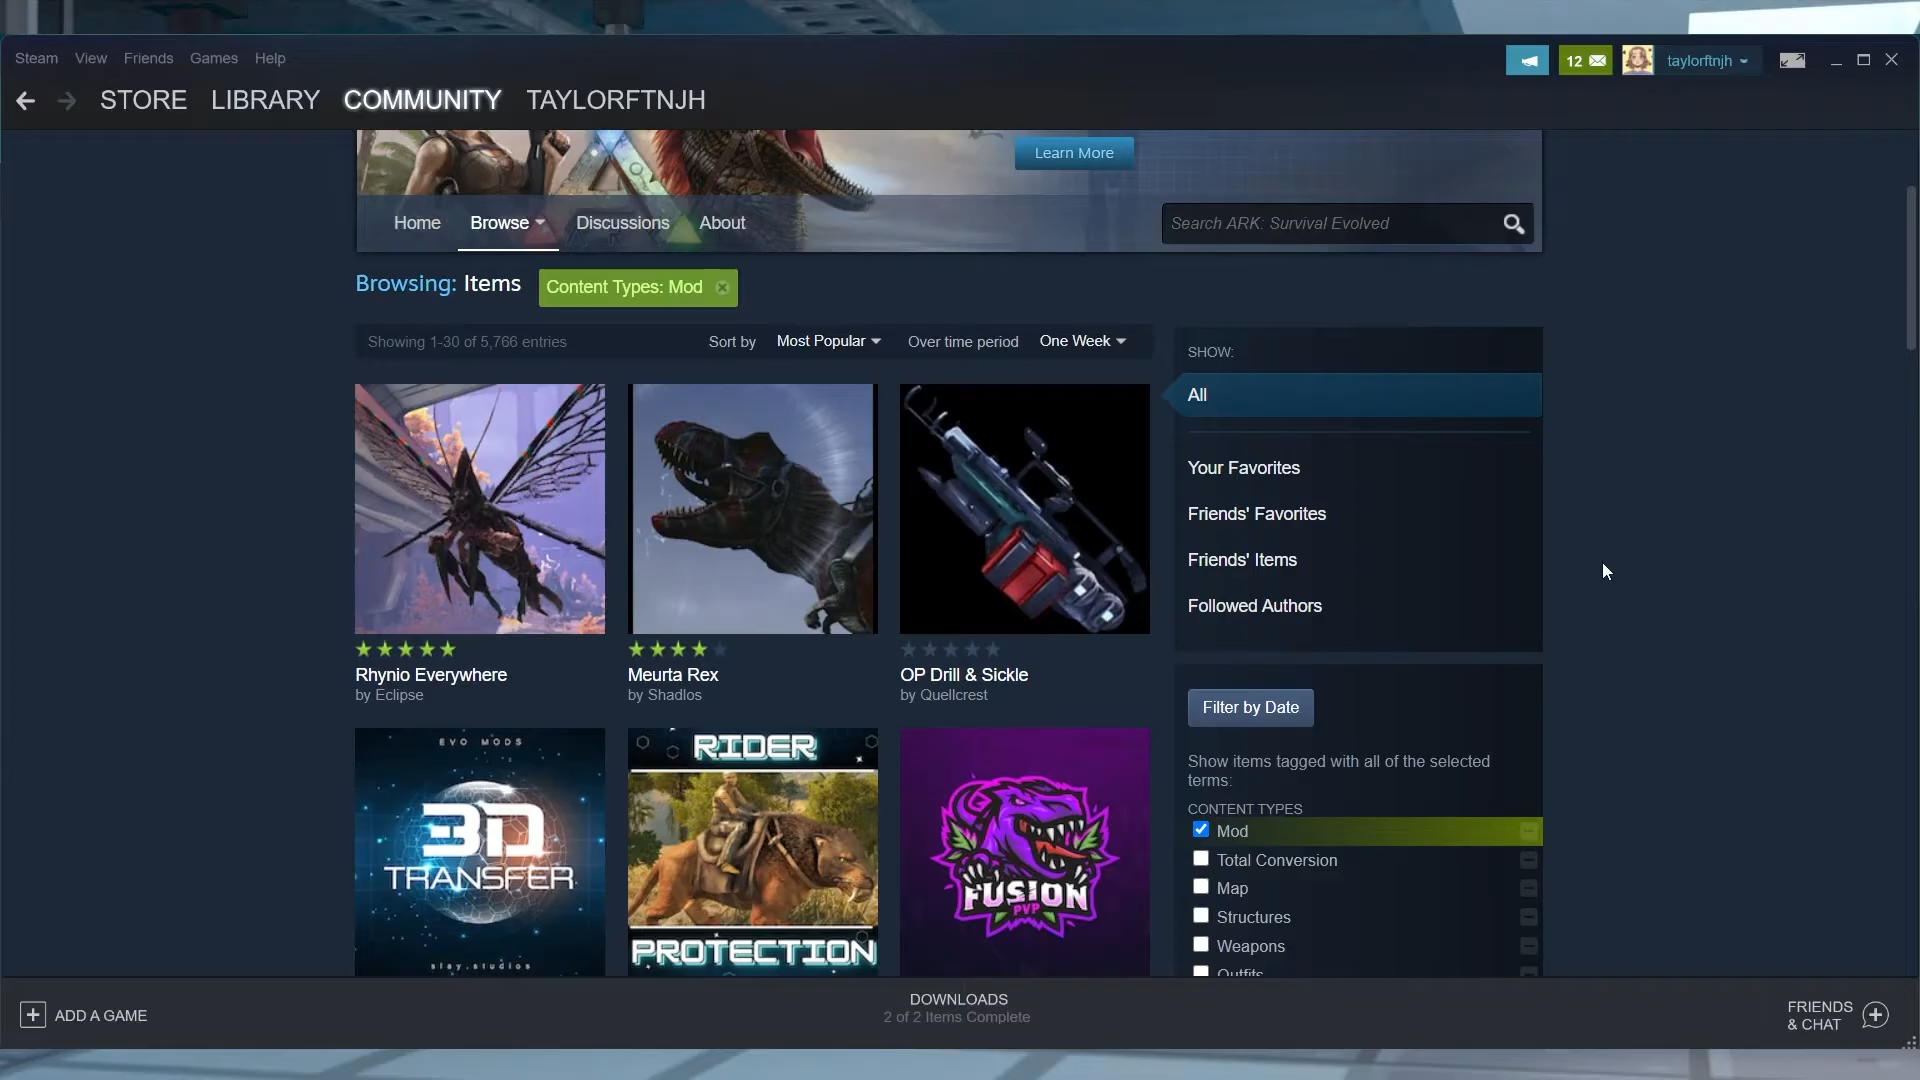 Steam View Friends Games Help
12
taylorftnjh
STORE LIBRARY COMMUNITY TAYLORFTNJH
Learn More
Home Browse Discussions About
Search ARK: Survival Evolved
Browsing: Items
Content Types: Mod
Showing 1-30 of 5,766 entries
Sort by Most Popular
Over time period One Week
Rhynio Everywhere
by Eclipse
Meurta Rex
by Shadlos
OP Drill & Sickle
by Quellcrest
EVO MODS
3D
TRANSFER
slay.studios
RIDER
PROTECTION
FUSION
PVP
SHOW:
All
Your Favorites
Friends' Favorites
Friends' Items
Followed Authors
Filter by Date
Show items tagged with all of the selected
terms:
CONTENT TYPES
Mod
Total Conversion
Map
Structures
Weapons
Outfits
ADD A GAME
DOWNLOADS
2 of 2 Items Complete
FRIENDS
& CHAT